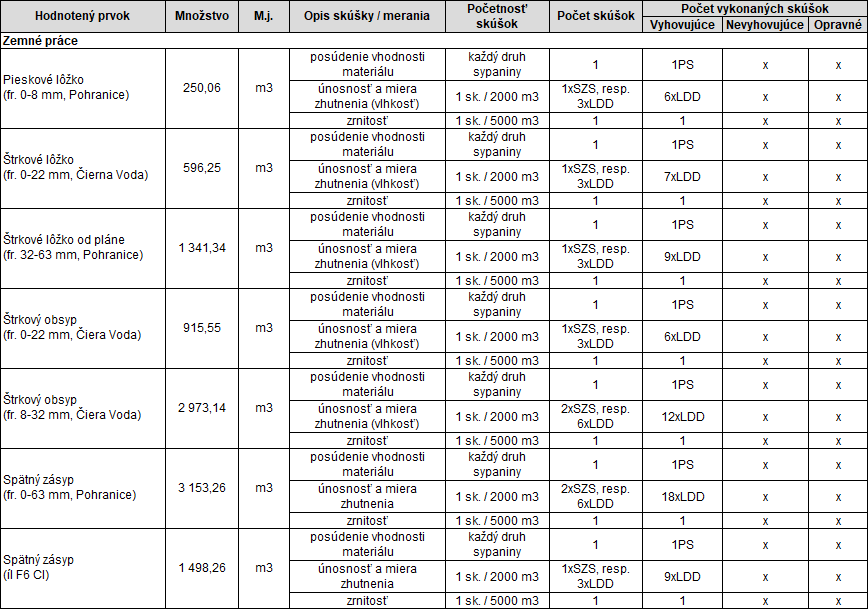 Hodnotený prvok Množstvo M.j. Opis skúšky / merania Početnosť skúšok Počet skúšok Počet vykonaných skúšok
Vyhovujúce Nevyhovujúce Opravné
Zemné práce
Pieskové lôžko
(fr. 0-8 mm, Pohranice)
250,06
m3
posúdenie vhodnosti
materiálu
každý druh
sypaniny
1 1PS x x
únosnosť a miera
zhutnenia (vlhkosť)
1 sk. / 2000 m3
1xSZS, resp.
3xLDD
6xLDD x x
zrnitosť 1 sk. / 5000 m3 1 1 x x
Štrkové lôžko
(fr. 0-22 mm, Čierna Voda)
596,25
m3
posúdenie vhodnosti
materiálu
každý druh
sypaniny
1 1PS x x
únosnosť a miera
zhutnenia (vlhkosť)
1 sk. / 2000 m3
1xSZS, resp.
3xLDD
7xLDD x x
zrnitosť 1 sk. / 5000 m3 1 1 x x
Štrkové lôžko od pláne
(fr. 32-63 mm, Pohranice)
1 341,34
m3
posúdenie vhodnosti
materiálu
každý druh
sypaniny
1 1PS x x
únosnosť a miera
zhutnenia (vlhkosť)
1 sk. / 2000 m3
1xSZS, resp.
3xLDD
9xLDD x x
zrnitosť 1 sk. / 5000 m3 1 1 x x
Štrkový obsyp
(fr. 0-22 mm, Čiera Voda)
915,55
m3
posúdenie vhodnosti
materiálu
každý druh
sypaniny
1 1PS x x
únosnosť a miera
zhutnenia (vlhkosť)
1 sk. / 2000 m3
1xSZS, resp.
3xLDD
6xLDD x x
zrnitosť 1 sk. / 5000 m3 1 1 x x
Štrkový obsyp
(fr. 8-32 mm, Čiera Voda)
2 973,14
m3
posúdenie vhodnosti
materiálu
každý druh
sypaniny
1 1PS x x
únosnosť a miera
zhutnenia (vlhkosť)
1 sk. / 2000 m3
2xSZS, resp.
6xLDD
12xLDD x x
zrnitosť 1 sk. / 5000 m3 1 1 x x
Spätný zásyp
(fr. 0-63 mm, Pohranice)
3 153,26
m3
posúdenie vhodnosti
materiálu
každý druh
sypaniny
1 1PS x x
únosnosť a miera
zhutnenia
1 sk. / 2000 m3
2xSZS, resp.
6xLDD
18xLDD x x
zrnitosť 1 sk. / 5000 m3 1 1 x x
Spätný zásyp
(íl F6 CI)
1 498,26
m3
posúdenie vhodnosti
materiálu
každý druh
sypaniny
1 1PS x x
únosnosť a miera
zhutnenia
1 sk. / 2000 m3
1xSZS, resp.
3xLDD
9xLDD x x
zrnitosť 1 sk. / 5000 m3 1 1 x x